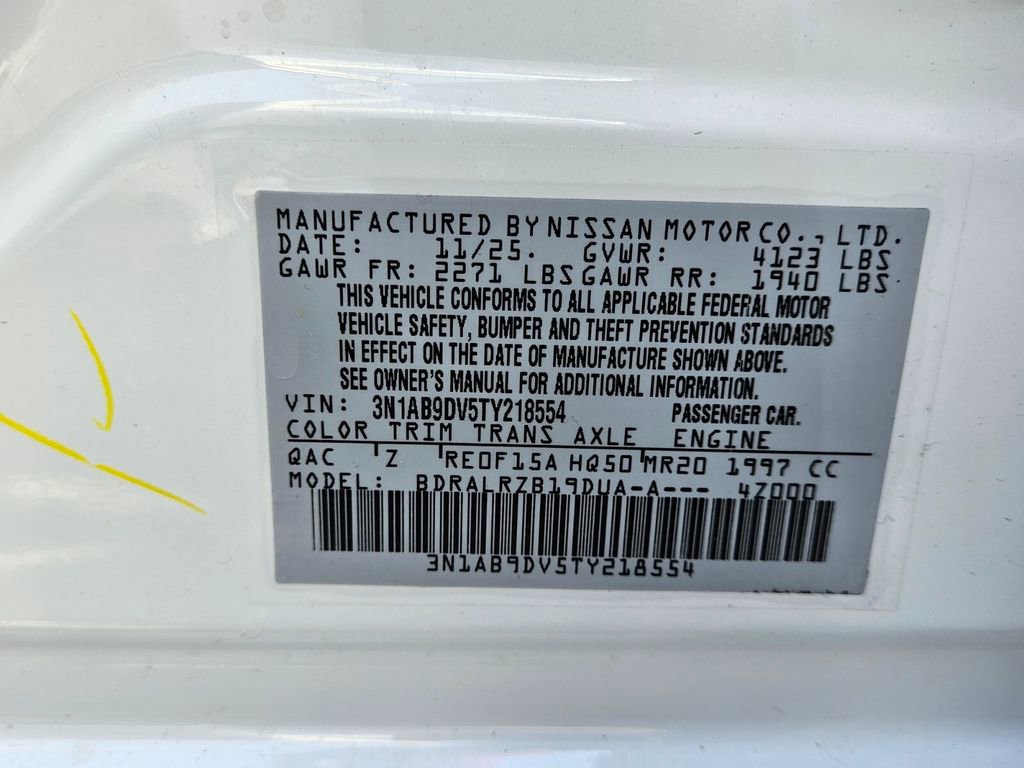 MANUFACTURED BY NISSAN MOTOR CO., LTD.
DATE: 11/25. GVWR: 4123 LBS
GAWR FR: 2271 LBS GAWR RR: 1940 LBS
THIS VEHICLE CONFORMS TO ALL APPLICABLE FEDERAL MOTOR
VEHICLE SAFETY, BUMPER AND THEFT PREVENTION STANDARDS
IN EFFECT ON THE DATE OF MANUFACTURE SHOWN ABOVE.
SEE OWNER'S MANUAL FOR ADDITIONAL INFORMATION.
VIN: 3N1AB9DV5TY218554 PASSENGER CAR.
COLOR TRIM TRANS AXLE ENGINE
QAC Z RE0F15A HQ50 MR20 1997 CC
MODEL: BDRALRZB19DUA-A--- 4Z000
3N1AB9DV5TY218554